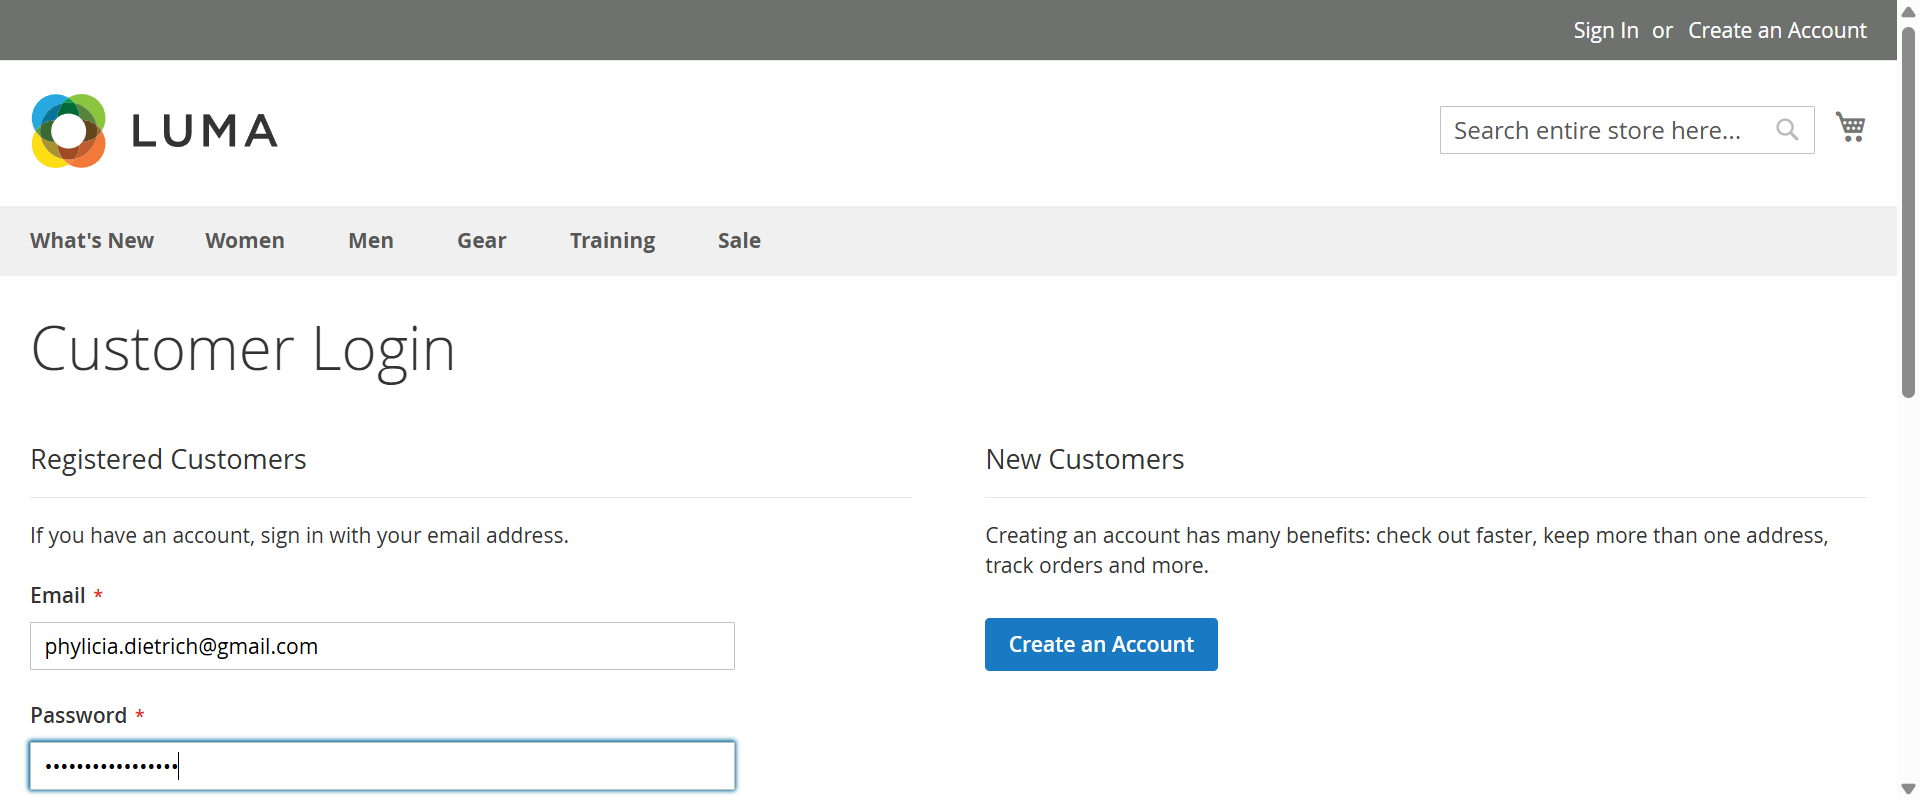 Sign In or Create an Account
LUMA
Search entire store here...
What's New Women Men Gear Training Sale
Customer Login
Registered Customers
If you have an account, sign in with your email address.
Email *
phylicia.dietrich@gmail.com
Password *
•••••••••••••••••
New Customers
Creating an account has many benefits: check out faster, keep more than one address,
track orders and more.
Create an Account